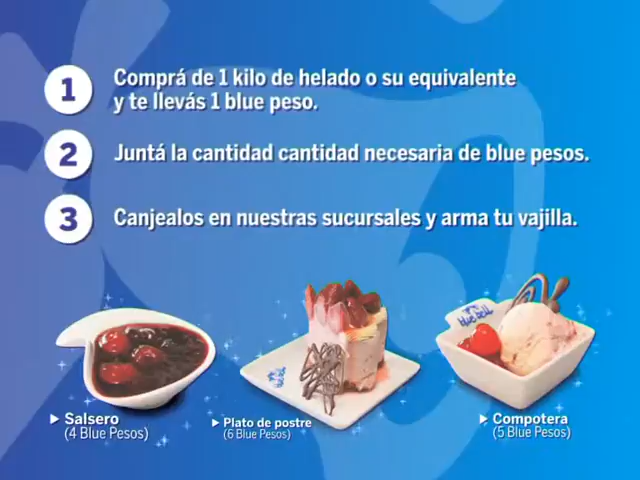 1
Comprá de 1 kilo de helado o su equivalente
y te llevás 1 blue peso.
2
Juntá la cantidad cantidad necesaria de blue pesos.
3
Canjealos en nuestras sucursales y arma tu vajilla.
blue bell
Salsero
(4 Blue Pesos)
Plato de postre
(6 Blue Pesos)
Compotera
(5 Blue Pesos)